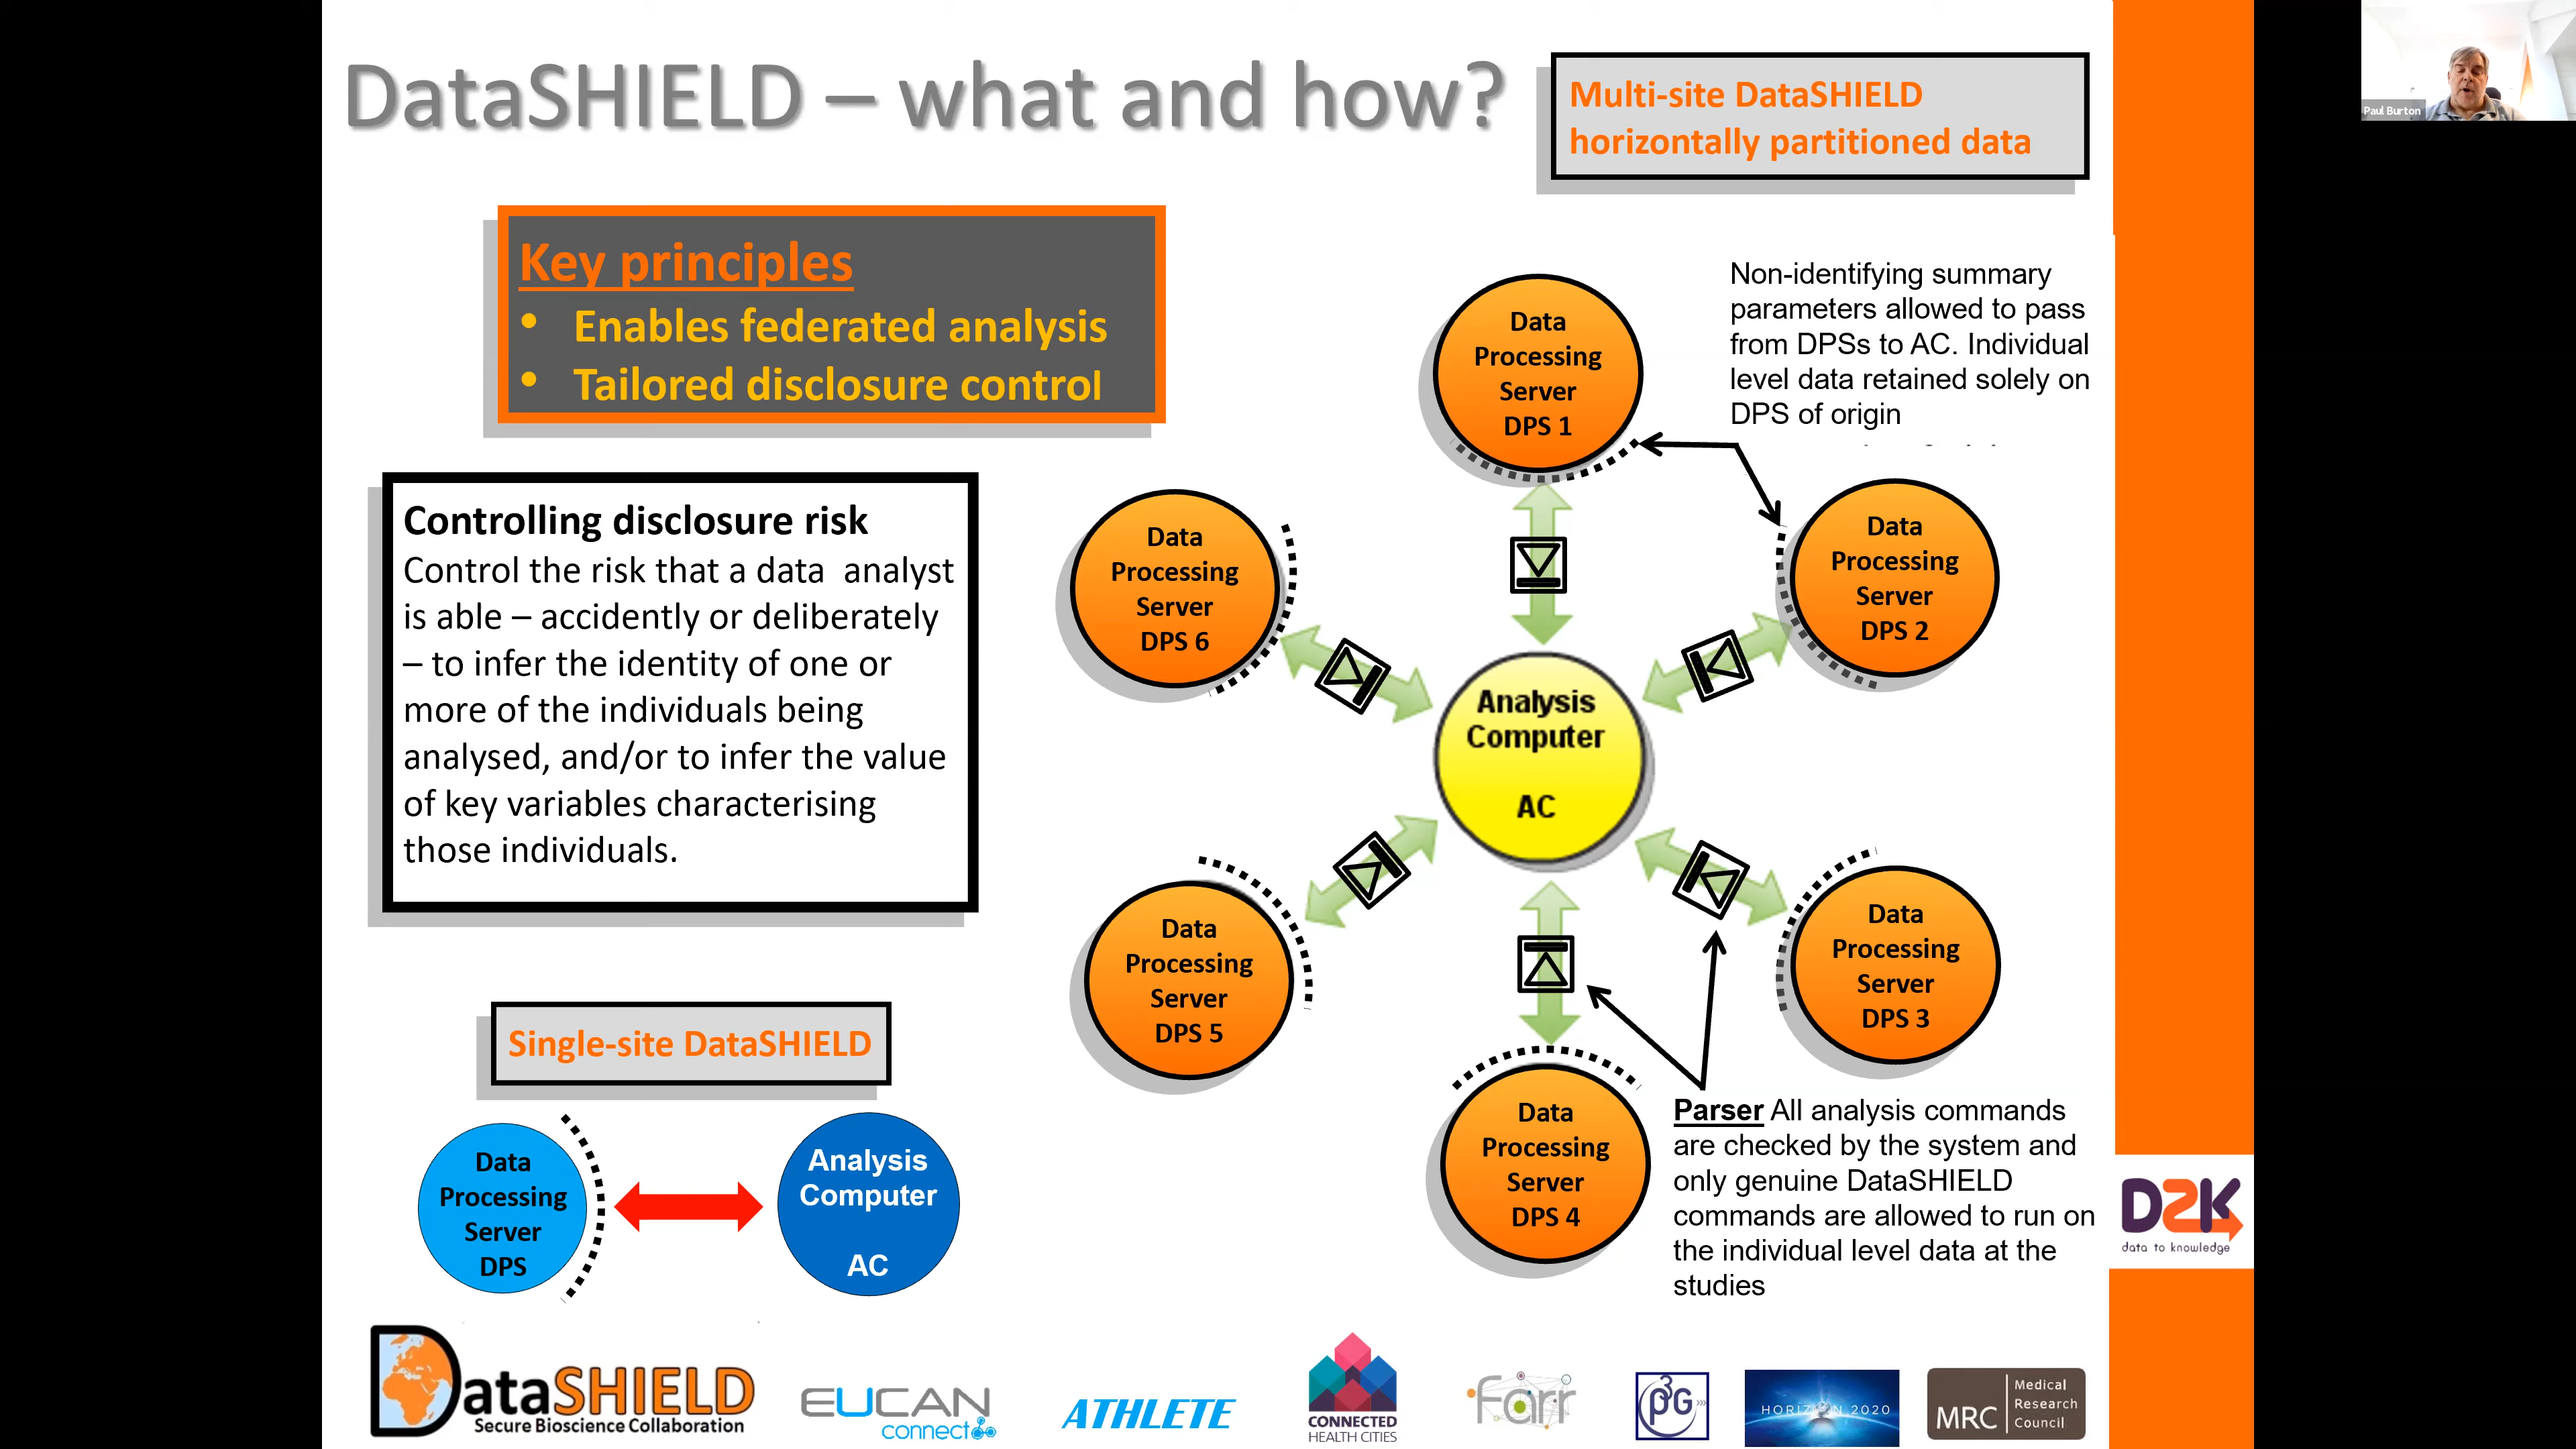 DataSHIELD – what and how?
Multi-site DataSHIELD
horizontally partitioned data
Paul Burton
Key principles
• Enables federated analysis
• Tailored disclosure control
Non-identifying summary
parameters allowed to pass
from DPSs to AC. Individual
level data retained solely on
DPS of origin
Controlling disclosure risk
Control the risk that a data  analyst
is able – accidently or deliberately
– to infer the identity of one or
more of the individuals being
analysed, and/or to infer the value
of key variables characterising
those individuals.
Data
Processing
Server
DPS 1
Data
Processing
Server
DPS 2
Data
Processing
Server
DPS 6
Analysis
Computer
AC
Data
Processing
Server
DPS 5
Data
Processing
Server
DPS 3
Data
Processing
Server
DPS 4
Parser All analysis commands
are checked by the system and
only genuine DataSHIELD
commands are allowed to run on
the individual level data at the
studies
Single-site DataSHIELD
Data
Processing
Server
DPS
Analysis
Computer
AC
D2K
data to knowledge
DataSHIELD
Secure Bioscience Collaboration
EUCAN
connect
ATHLETE
CONNECTED
HEALTH CITIES
Farr
P3G
HORIZON 2020
MRC
Medical
Research
Council